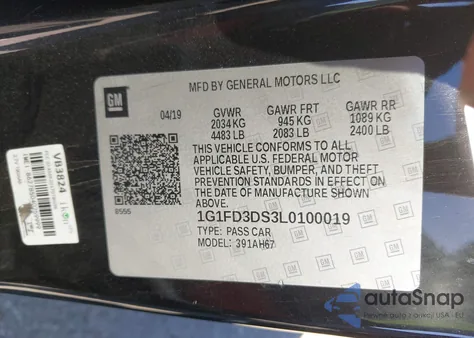 MFD BY GENERAL MOTORS LLC
GM
04/19 GVWR GAWR FRT GAWR RR
2034 KG 945 KG 1089 KG
4483 LB 2083 LB 2400 LB
THIS VEHICLE CONFORMS TO ALL
APPLICABLE U.S. FEDERAL MOTOR
VEHICLE SAFETY, BUMPER, AND THEFT
PREVENTION STANDARDS IN EFFECT ON
THE DATE OF MANUFACTURE SHOWN
ABOVE.
1G1FD3DS3L0100019
TYPE: PASS CAR
MODEL: 391AH67
VB3824
autaSnap